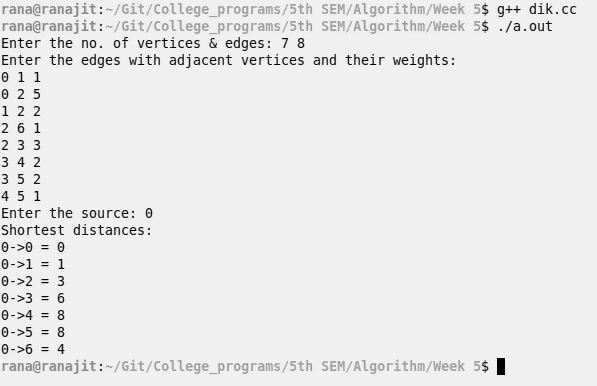 rana@ranajit:~/Git/College_programs/5th SEM/Algorithm/Week 5$ g++ dik.cc
rana@ranajit:~/Git/College_programs/5th SEM/Algorithm/Week 5$ ./a.out
Enter the no. of vertices & edges: 7 8
Enter the edges with adjacent vertices and their weights:
0 1 1
0 2 5
1 2 2
2 6 1
2 3 3
3 4 2
3 5 2
4 5 1
Enter the source: 0
Shortest distances:
0->0 = 0
0->1 = 1
0->2 = 3
0->3 = 6
0->4 = 8
0->5 = 8
0->6 = 4
rana@ranajit:~/Git/College_programs/5th SEM/Algorithm/Week 5$